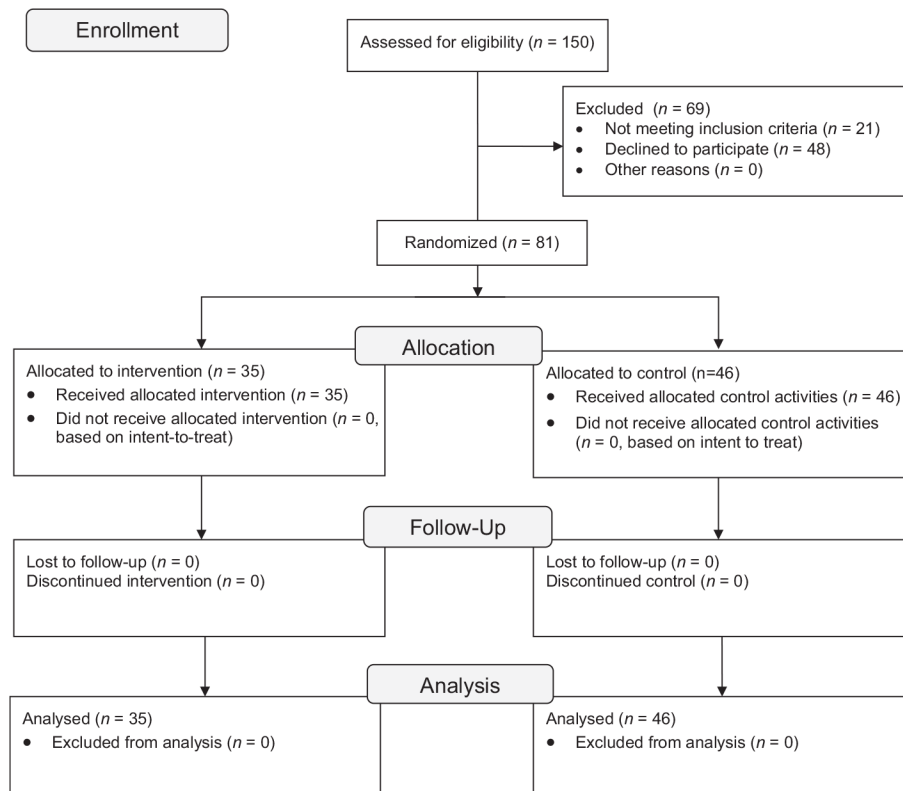 Enrollment
Assessed for eligibility (n = 150)
Excluded (n = 69)
● Not meeting inclusion criteria (n = 21)
● Declined to participate (n = 48)
● Other reasons (n = 0)
Randomized (n = 81)
Allocation
Allocated to intervention (n = 35)
● Received allocated intervention (n = 35)
● Did not receive allocated intervention (n = 0,
based on intent-to-treat)
Allocated to control (n=46)
● Received allocated control activities (n = 46)
● Did not receive allocated control activities
(n = 0, based on intent to treat)
Follow-Up
Lost to follow-up (n = 0)
Discontinued intervention (n = 0)
Lost to follow-up (n = 0)
Discontinued control (n = 0)
Analysis
Analysed (n = 35)
● Excluded from analysis (n = 0)
Analysed (n = 46)
● Excluded from analysis (n = 0)